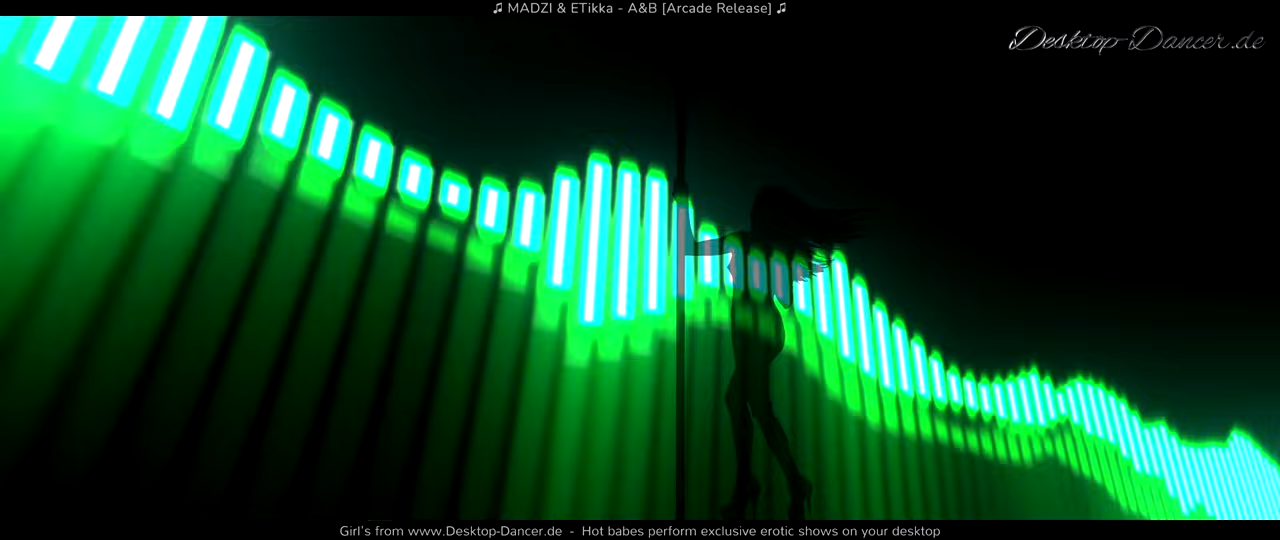 ♫ MADZI & ETikka - A&B [Arcade Release] ♫
Desktop-Dancer.de
Girl's from www.Desktop-Dancer.de - Hot babes perform exclusive erotic shows on your desktop